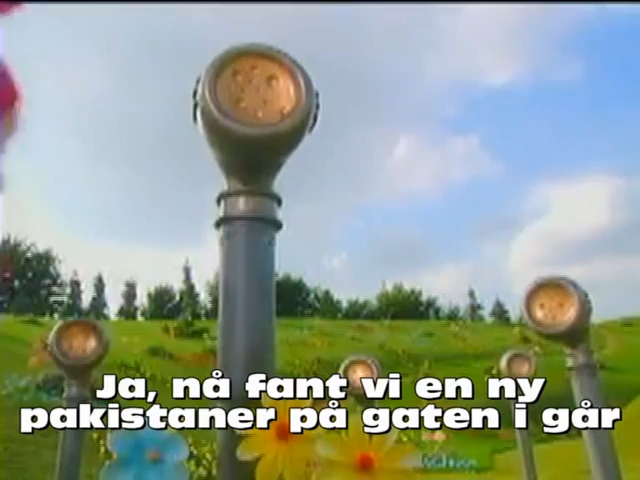 Ja, nå fant vi en ny
pakistaner på gaten i går